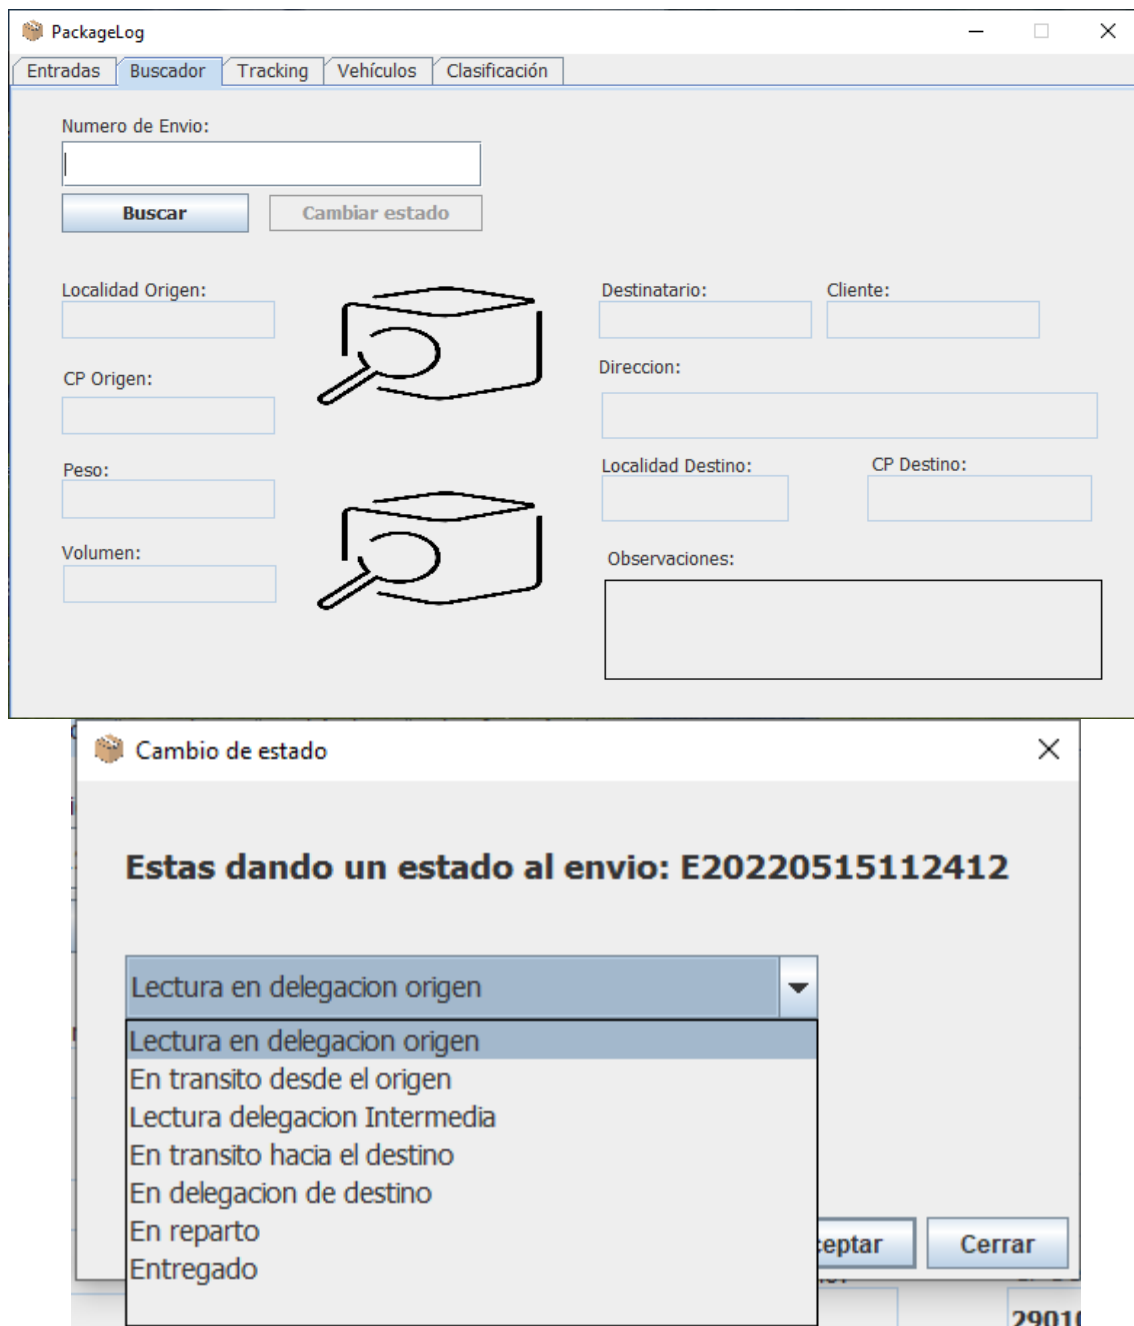 PackageLog
Entradas Buscador Tracking Vehículos Clasificación
Numero de Envio:
Buscar Cambiar estado
Localidad Origen: Destinatario: Cliente:
CP Origen: Direccion:
Peso: Localidad Destino: CP Destino:
Volumen: Observaciones:
Cambio de estado
Estas dando un estado al envio: E20220515112412
Lectura en delegacion origen
Lectura en delegacion origen
En transito desde el origen
Lectura delegacion Intermedia
En transito hacia el destino
En delegacion de destino
En reparto
ceptar Cerrar
Entregado
2901